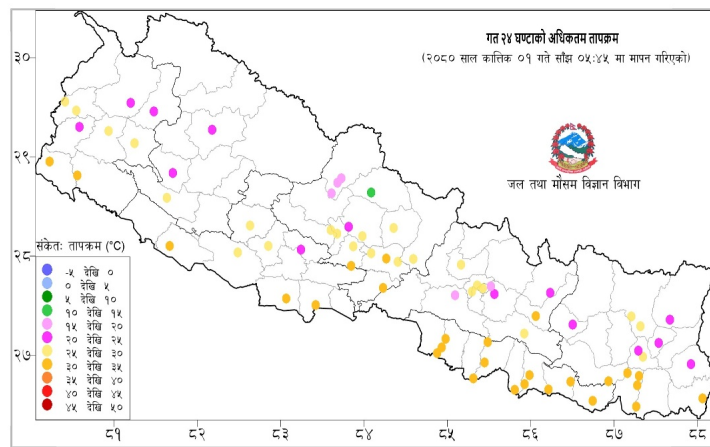 गत २४ घण्टाको अधिकतम तापक्रम
(२०८० साल कात्तिक ०१ गते साँझ ०५:४५ मा मापन गरिएको)
जल तथा मौसम विज्ञान विभाग
३०
२९
२८
२७
संकेत: तापक्रम (°C)
-५ देखि ०
० देखि ५
५ देखि १०
१० देखि १५
१५ देखि २०
२० देखि २५
२५ देखि ३०
३० देखि ३५
३५ देखि ४०
४० देखि ४५
४५ देखि ५०
८१ ८२ ८३ ८४ ८५ ८६ ८७ ८८